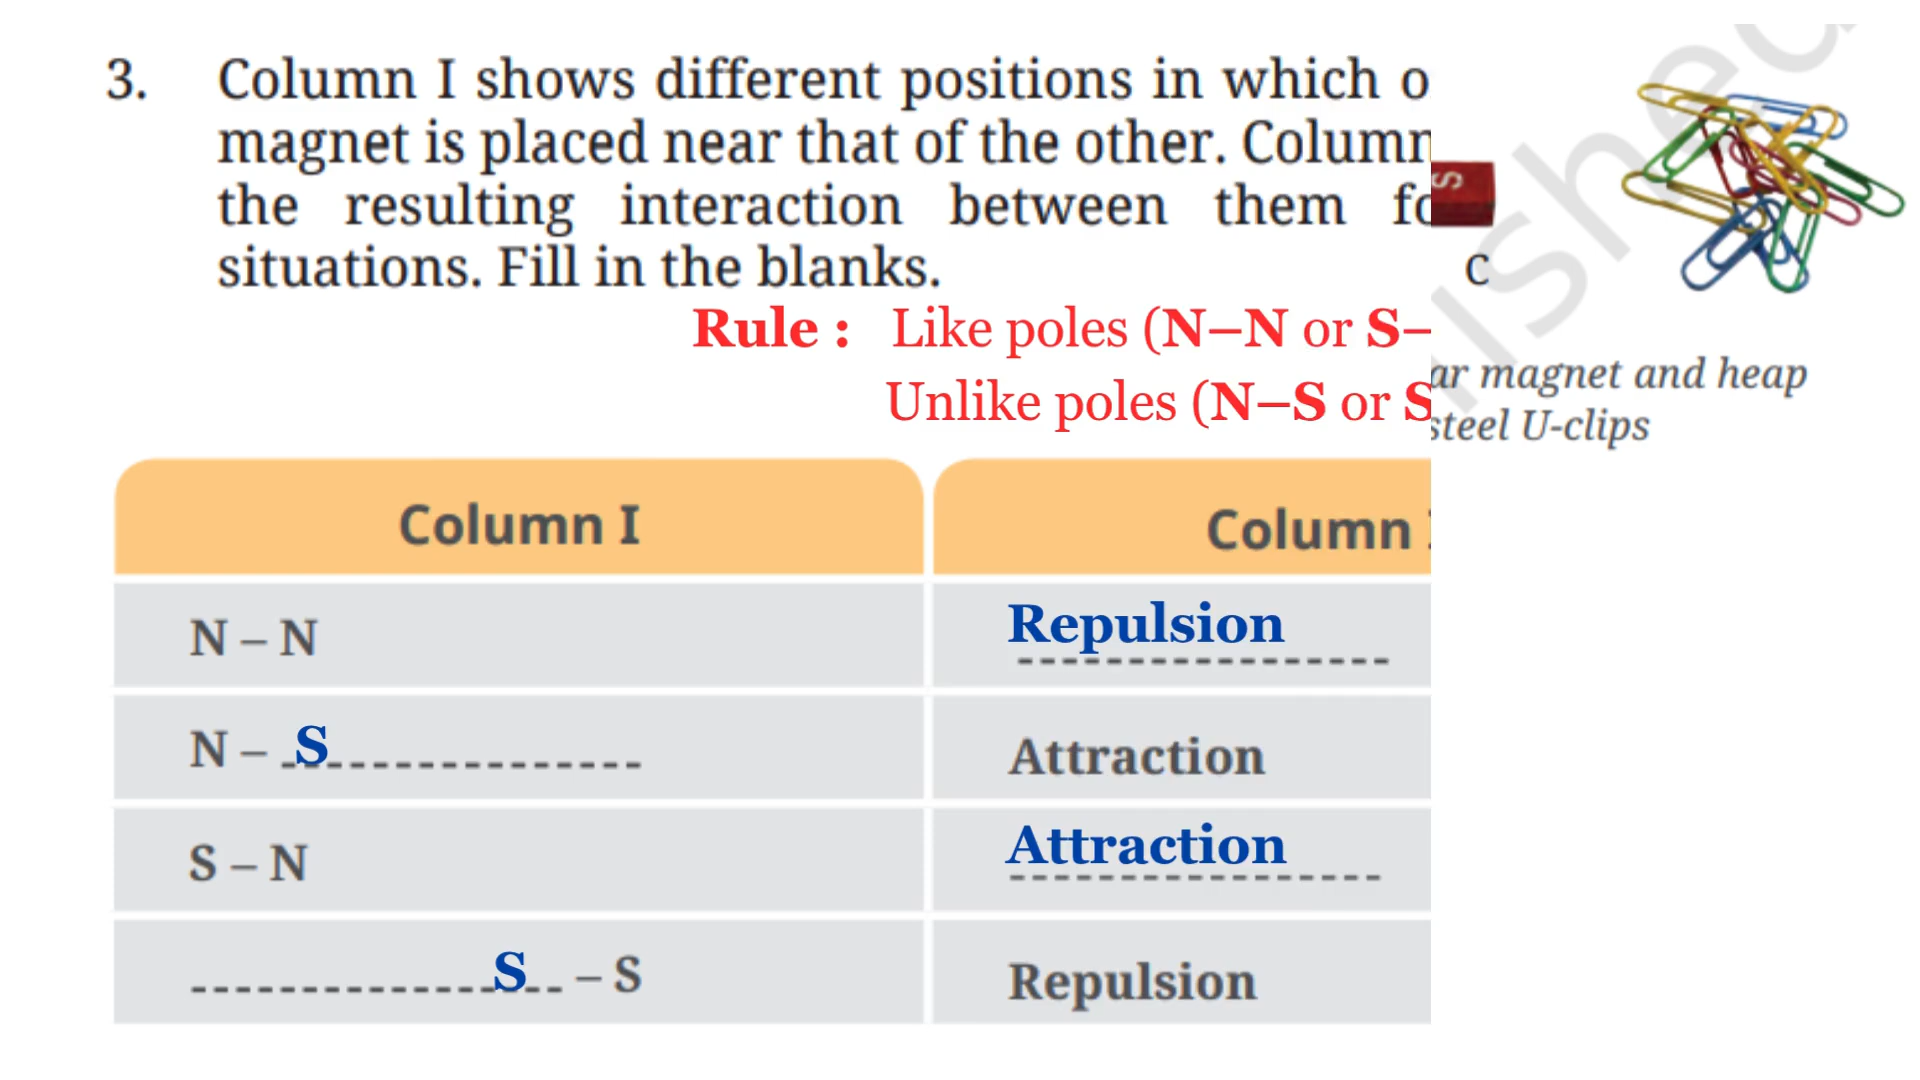 3. Column I shows different positions in which o
magnet is placed near that of the other. Column
the resulting interaction between them fo
situations. Fill in the blanks.
Rule : Like poles (N–N or S–
Unlike poles (N–S or S
Column I
Column
N – N
Repulsion
N – S
Attraction
S – N
Attraction
S – S
Repulsion
S
C
ar magnet and heap
steel U-clips